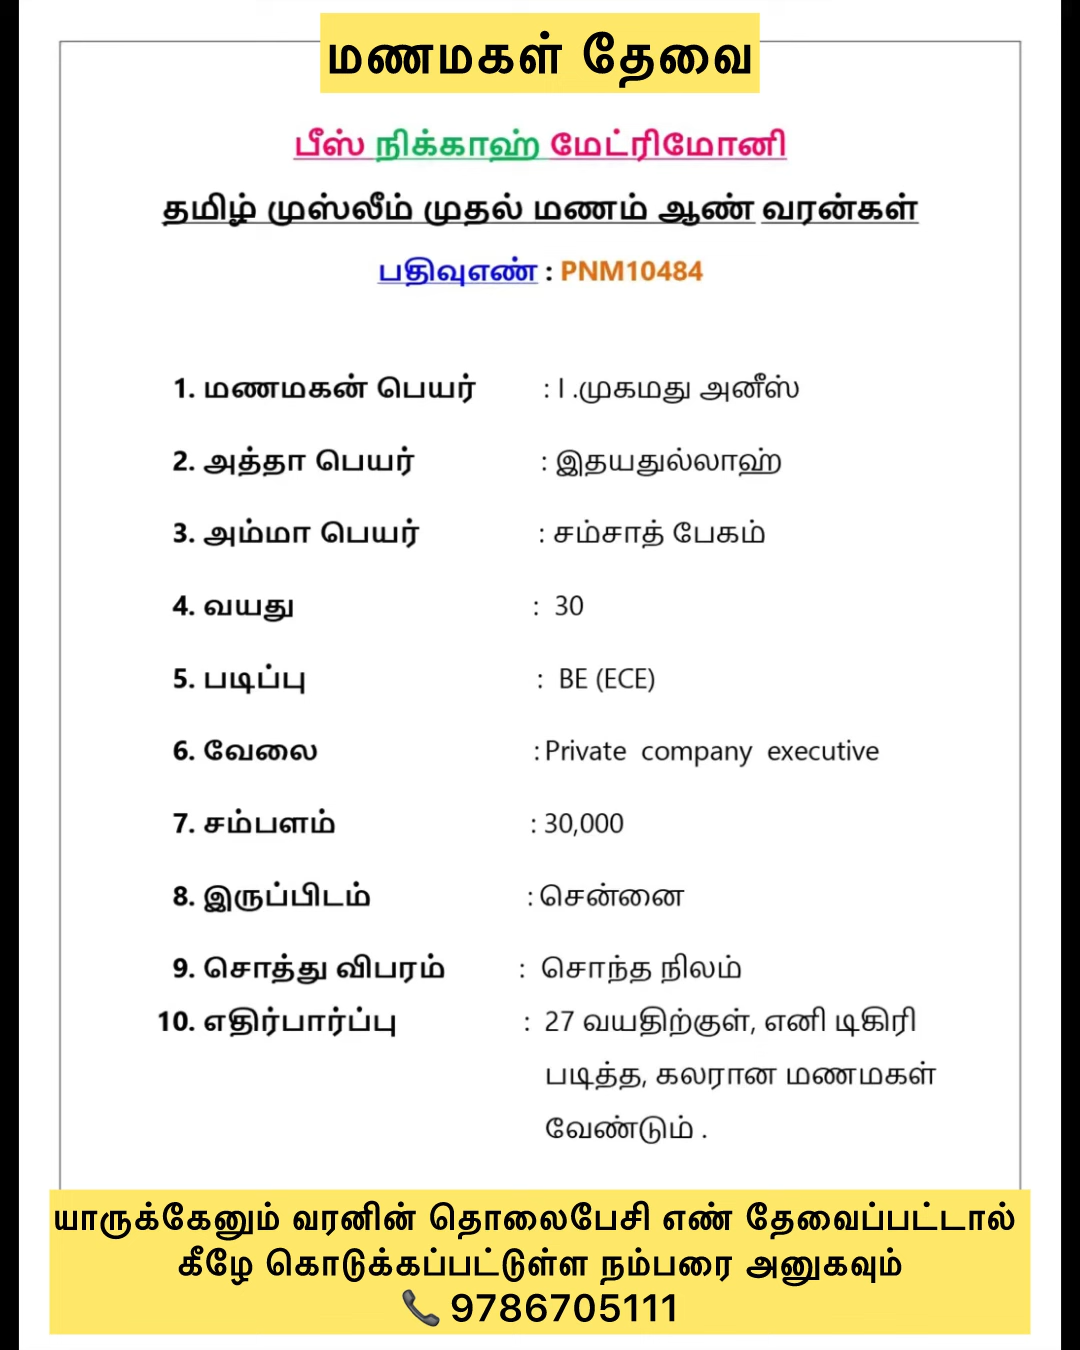 மணமகள் தேவை
பீஸ் நிக்காஹ் மேட்ரிமோனி
தமிழ் முஸ்லீம் முதல் மணம் ஆண் வரன்கள்
பதிவுஎண் : PNM10484
1. மணமகன் பெயர் : I .முகமது அனீஸ்
2. அத்தா பெயர் : இதயதுல்லாஹ்
3. அம்மா பெயர் : சம்சாத் பேகம்
4. வயது : 30
5. படிப்பு : BE (ECE)
6. வேலை : Private company executive
7. சம்பளம் : 30,000
8. இருப்பிடம் : சென்னை
9. சொத்து விபரம் : சொந்த நிலம்
10. எதிர்பார்ப்பு : 27 வயதிற்குள், எனி டிகிரி
படித்த, கலரான மணமகள்
வேண்டும் .
யாருக்கேனும் வரனின் தொலைபேசி எண் தேவைப்பட்டால்
கீழே கொடுக்கப்பட்டுள்ள நம்பரை அனுகவும்
📞 9786705111